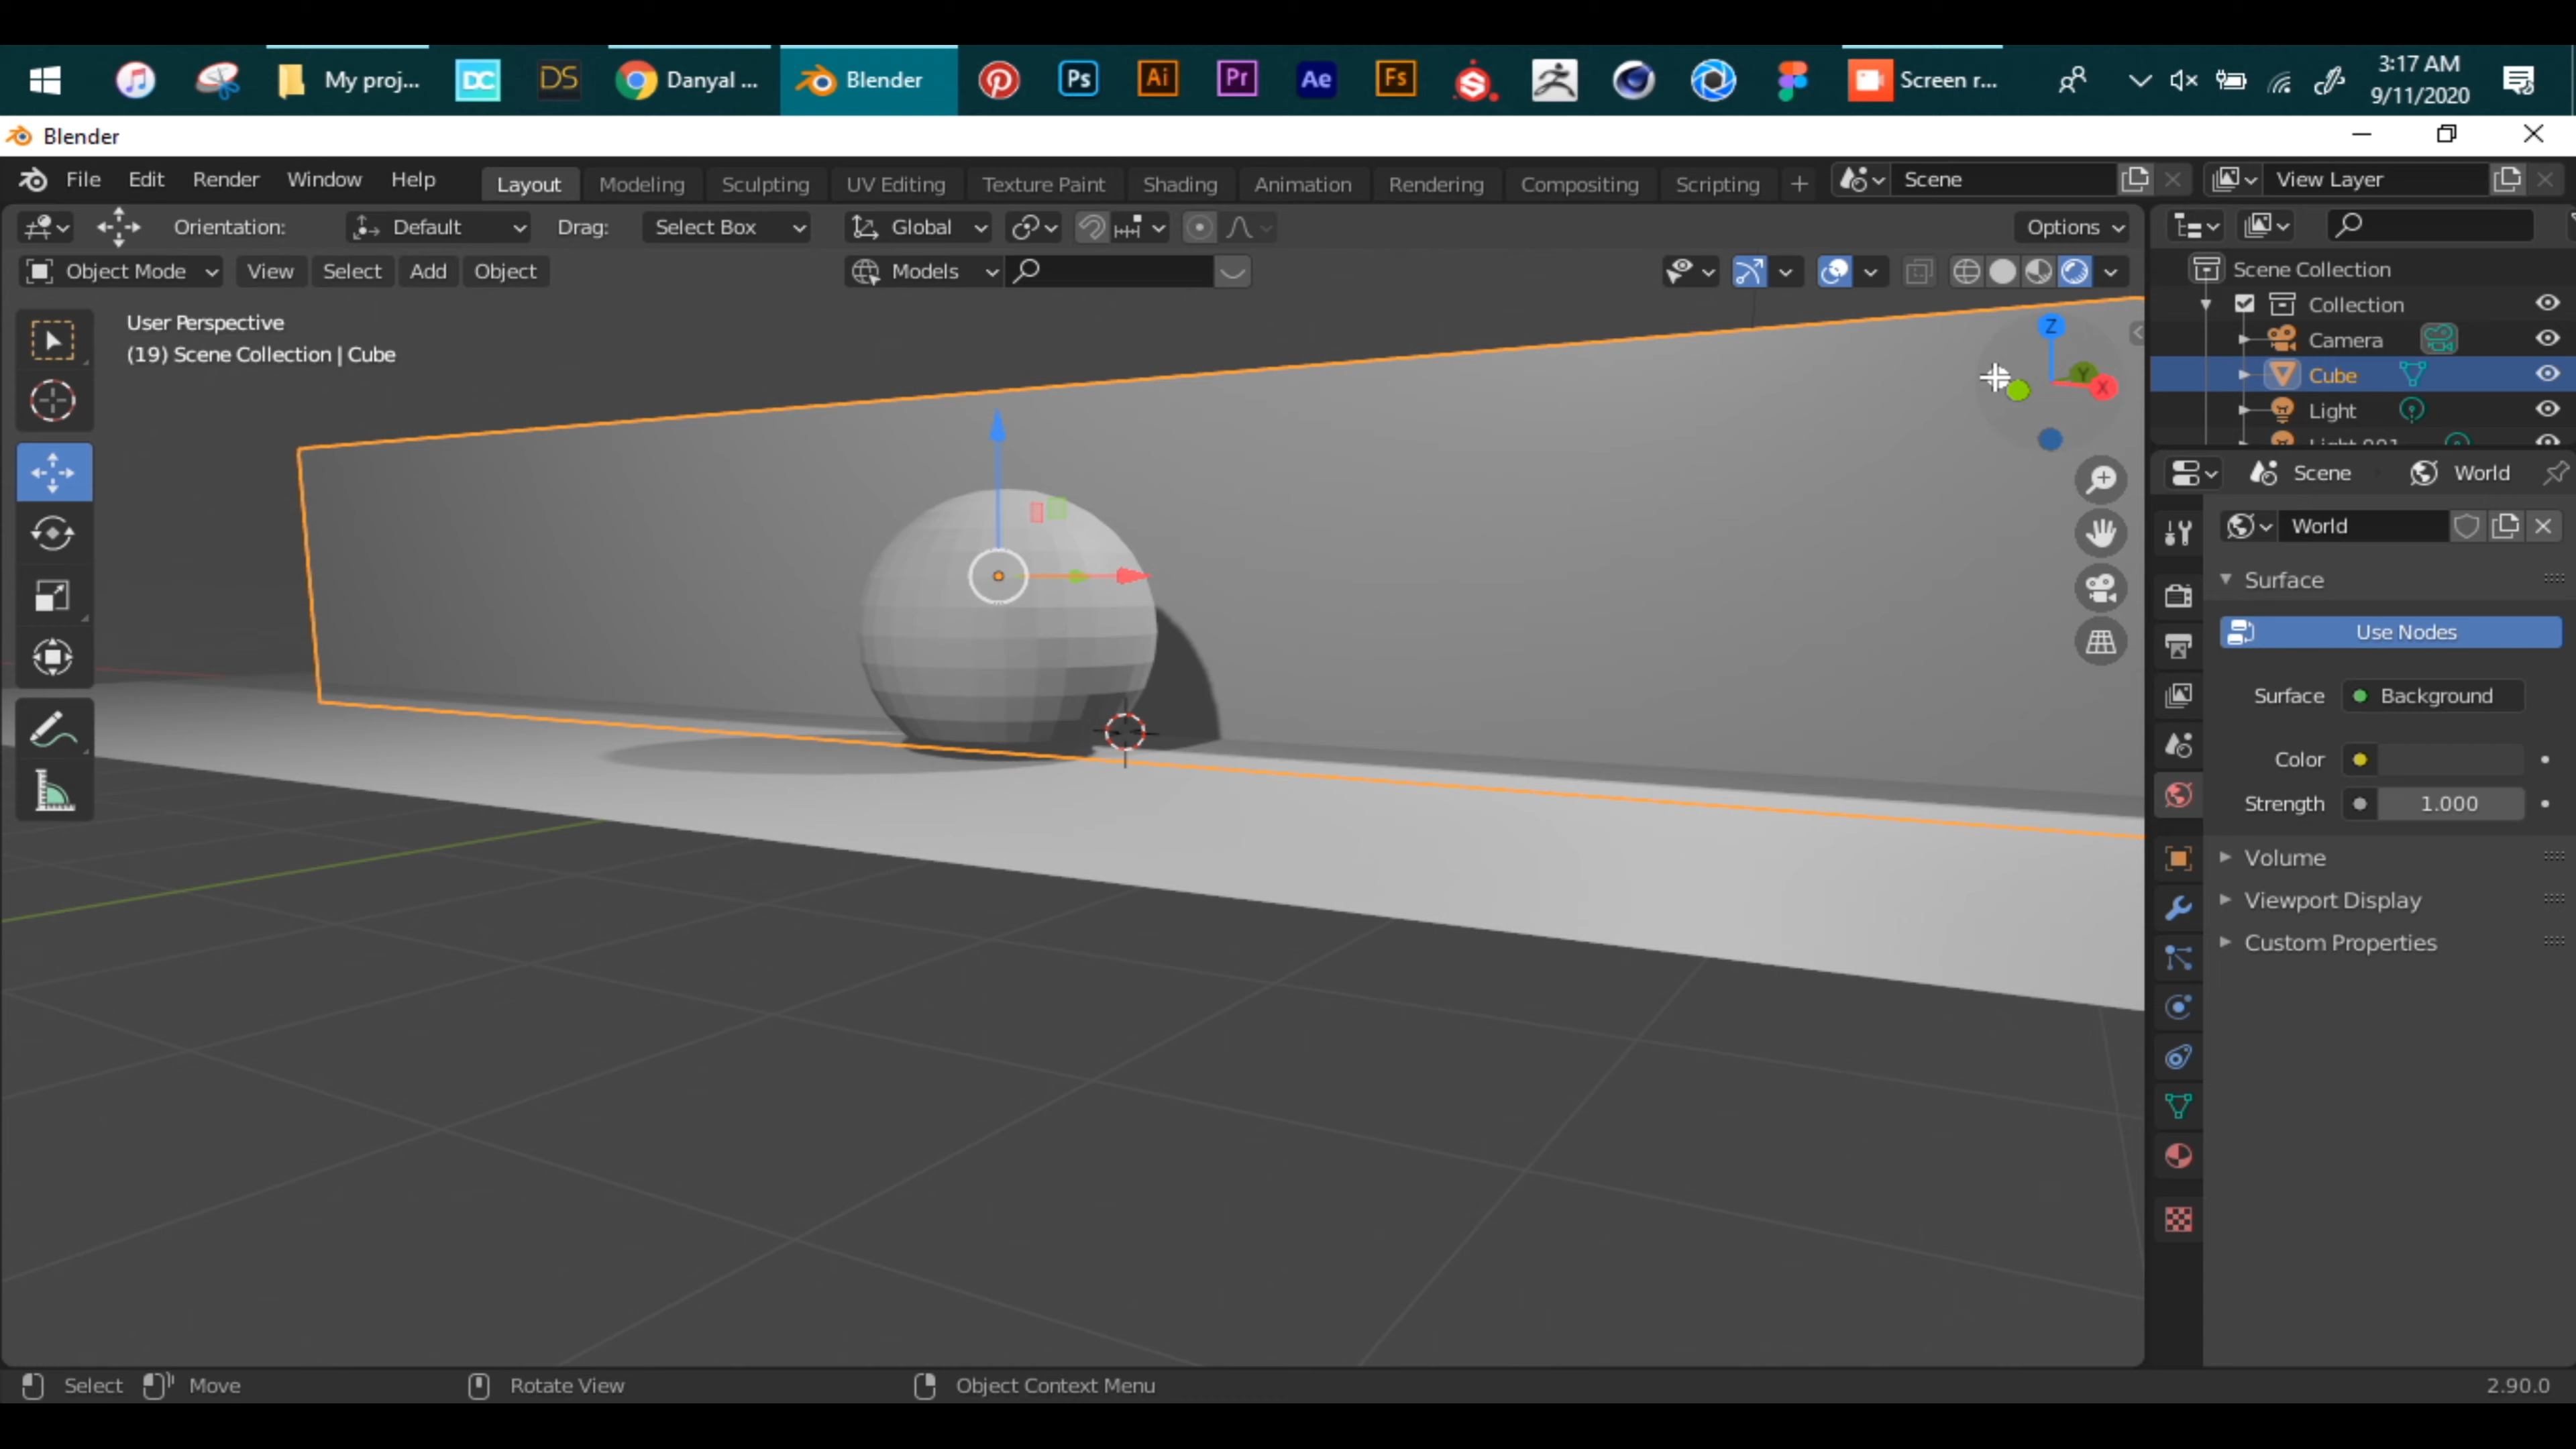 My proj...
DC
DS
Danyal ...
Blender
Ps
Ai
Pr
Ae
Fs
Screen r...
3:17 AM
9/11/2020
Blender
File Edit Render Window Help
Layout Modeling Sculpting UV Editing Texture Paint Shading Animation Rendering Compositing Scripting +
Scene
View Layer
Orientation: Default Drag: Select Box Global Options
Object Mode View Select Add Object Models
User Perspective
(19) Scene Collection | Cube
Z
Y
X
Scene Collection
Collection
Camera
Cube
Light
Light.001
Scene World
World
Surface
Use Nodes
Surface Background
Color
Strength 1.000
Volume
Viewport Display
Custom Properties
Select Move Rotate View Object Context Menu 2.90.0